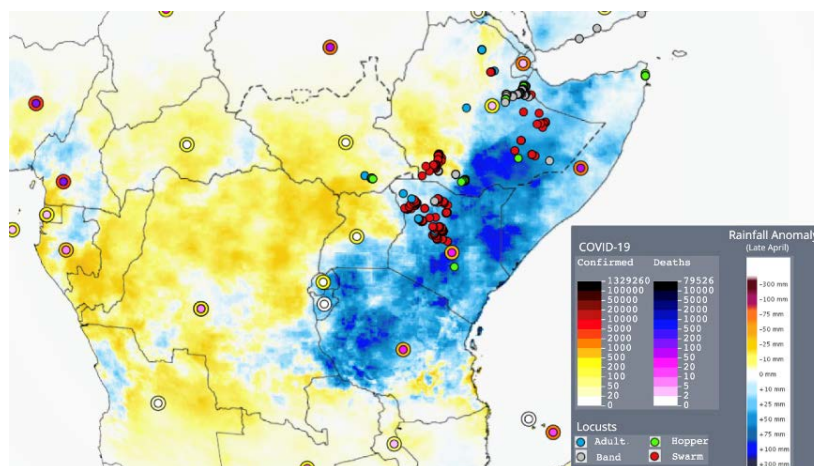 COVID-19
Confirmed
Deaths
1329260
100000
50000
20000
10000
5000
2000
1000
500
200
100
50
20
0
79526
10000
5000
2000
1000
500
200
100
50
20
10
5
2
0
Rainfall Anomaly
(Late April)
-300 mm
-100 mm
-75 mm
-50 mm
-25 mm
-10 mm
0 mm
+10 mm
+25 mm
+50 mm
+75 mm
+100 mm
+300 mm
Locusts
Adult
Hopper
Band
Swarm